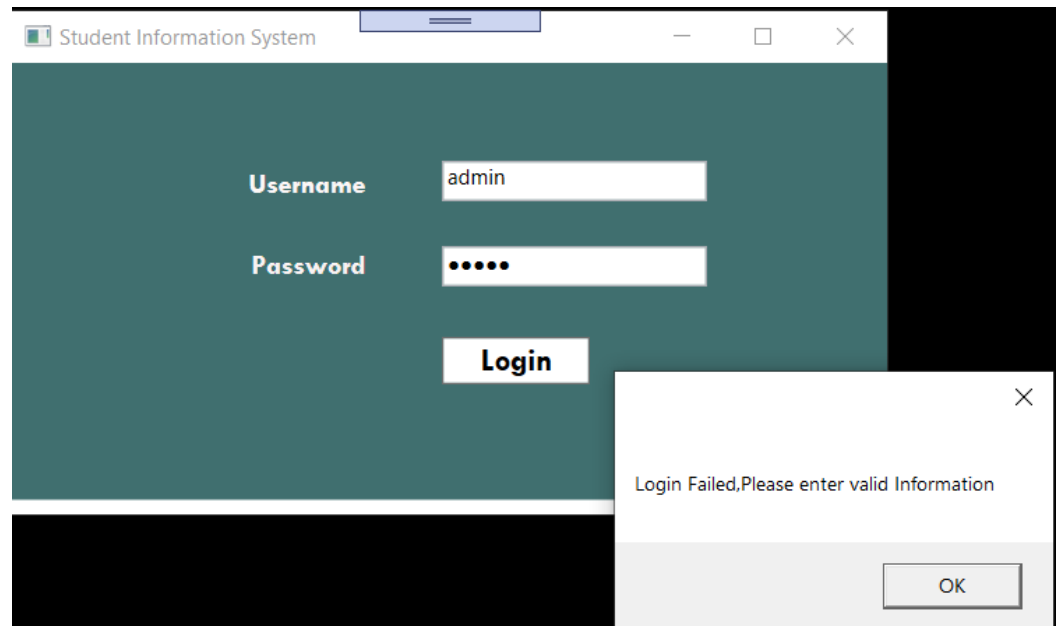 Student Information System
Username
admin
Password
•••••
Login
Login Failed,Please enter valid Information
OK